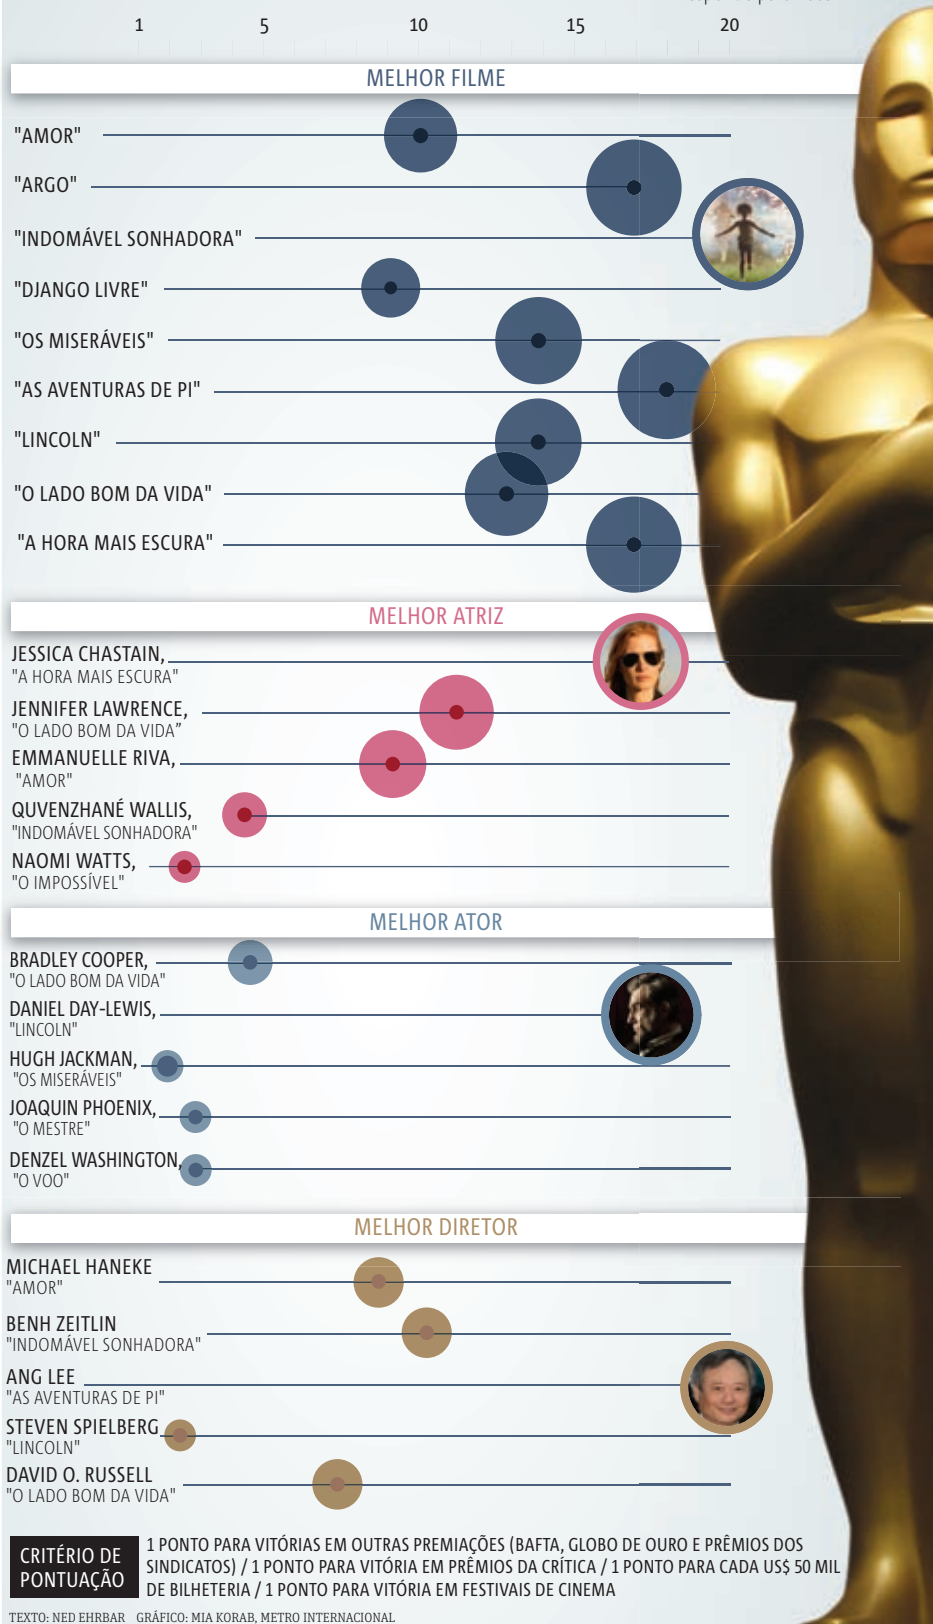 1 5 10 15 20
MELHOR FILME
"AMOR"
"ARGO"
"INDOMÁVEL SONHADORA"
"DJANGO LIVRE"
"OS MISERÁVEIS"
"AS AVENTURAS DE PI"
"LINCOLN"
"O LADO BOM DA VIDA"
"A HORA MAIS ESCURA"
MELHOR ATRIZ
JESSICA CHASTAIN,
"A HORA MAIS ESCURA"
JENNIFER LAWRENCE,
"O LADO BOM DA VIDA”
EMMANUELLE RIVA,
"AMOR"
QUVENZHANÉ WALLIS,
"INDOMÁVEL SONHADORA"
NAOMI WATTS,
"O IMPOSSÍVEL"
MELHOR ATOR
BRADLEY COOPER,
"O LADO BOM DA VIDA"
DANIEL DAY-LEWIS,
"LINCOLN"
HUGH JACKMAN,
"OS MISERÁVEIS"
JOAQUIN PHOENIX,
"O MESTRE"
DENZEL WASHINGTON,
"O VOO"
MELHOR DIRETOR
MICHAEL HANEKE
"AMOR"
BENH ZEITLIN
"INDOMÁVEL SONHADORA"
ANG LEE
"AS AVENTURAS DE PI"
STEVEN SPIELBERG
"LINCOLN"
DAVID O. RUSSELL
"O LADO BOM DA VIDA"
CRITÉRIO DE
PONTUAÇÃO
1 PONTO PARA VITÓRIAS EM OUTRAS PREMIAÇÕES (BAFTA, GLOBO DE OURO E PRÊMIOS DOS
SINDICATOS) / 1 PONTO PARA VITÓRIA EM PRÊMIOS DA CRÍTICA / 1 PONTO PARA CADA US$ 50 MIL
DE BILHETERIA / 1 PONTO PARA VITÓRIA EM FESTIVAIS DE CINEMA
TEXTO: NED EHRBAR GRÁFICO: MIA KORAB, METRO INTERNACIONAL